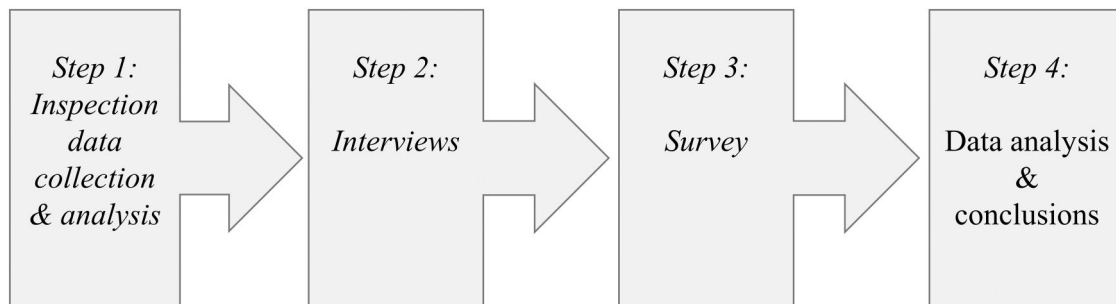 Step 1:
Inspection
data
collection
& analysis
Step 2:
Interviews
Step 3:
Survey
Step 4:
Data analysis
&
conclusions